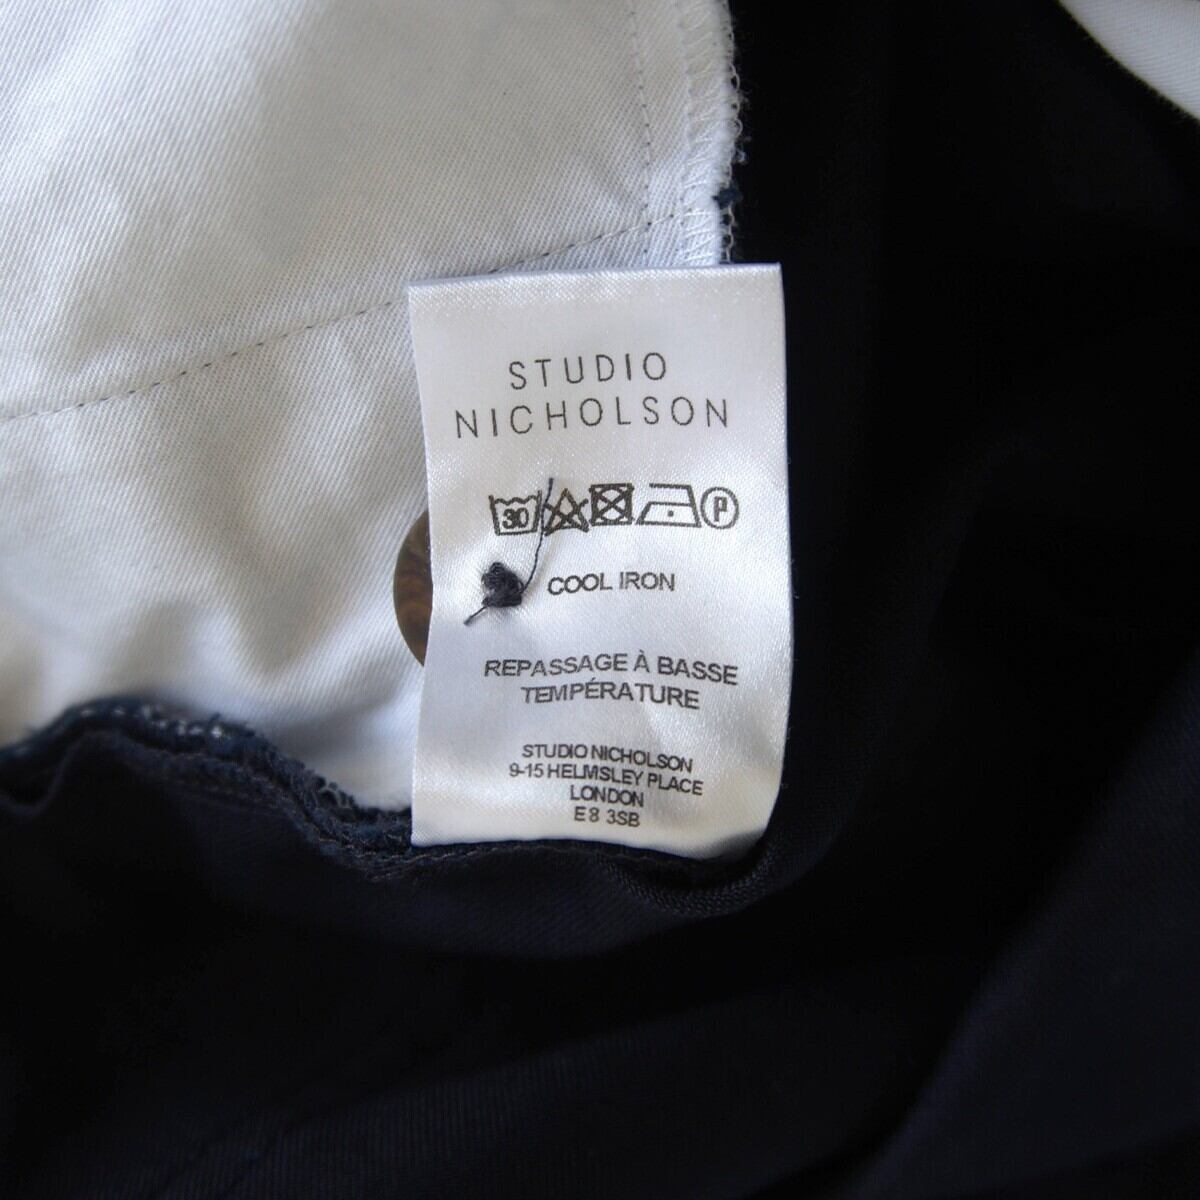 STUDIO
NICHOLSON
30 P
COOL IRON
REPASSAGE À BASSE
TEMPÉRATURE
STUDIO NICHOLSON
9-15 HELMSLEY PLACE
LONDON
E8 3SB